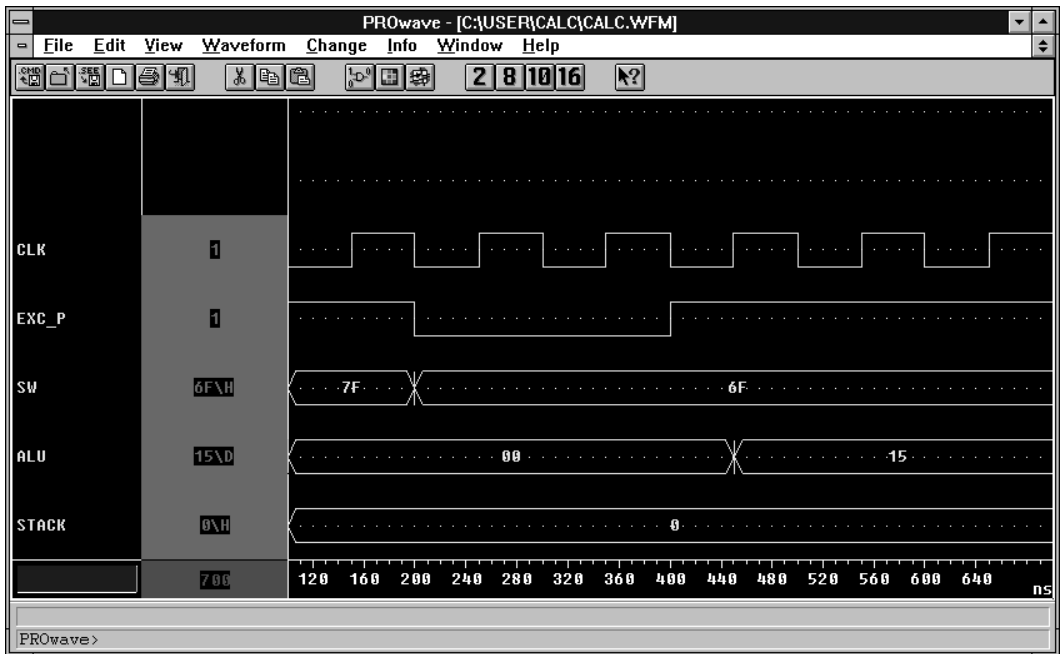 PROwave - [C:\USER\CALC\CALC.WFM]
File Edit View Waveform Change Info Window Help
CMD SEE 2 8 10 16 ?
CLK 1
EXC_P 1
SW 6F\H 7F 6F
ALU 15\D 00 15
STACK 0\H 0
700 120 160 200 240 280 320 360 400 440 480 520 560 600 640
ns
PROwave>